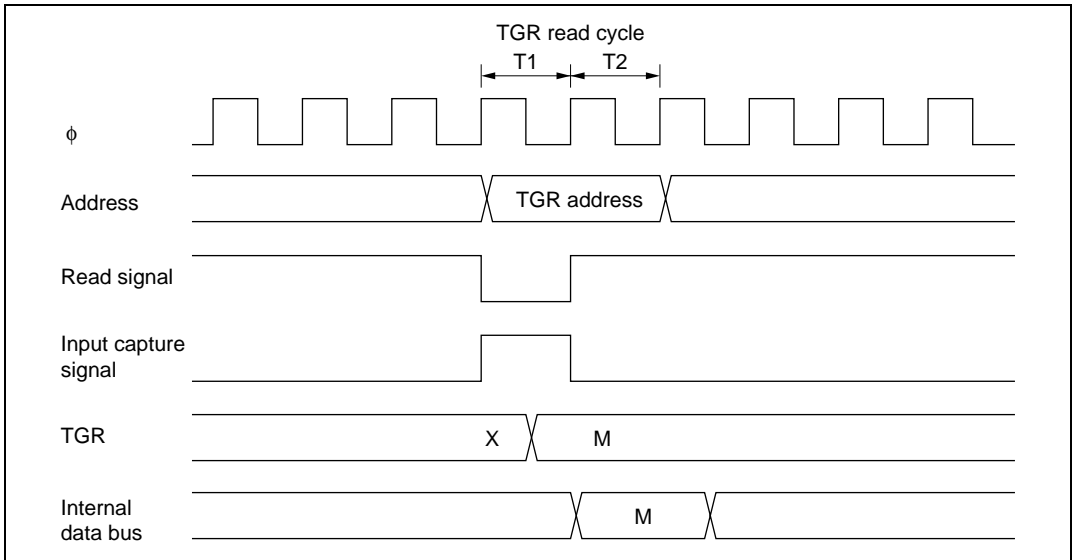 TGR read cycle
T1 T2
ϕ
Address
TGR address
Read signal
Input capture
signal
TGR
X M
Internal
data bus
M